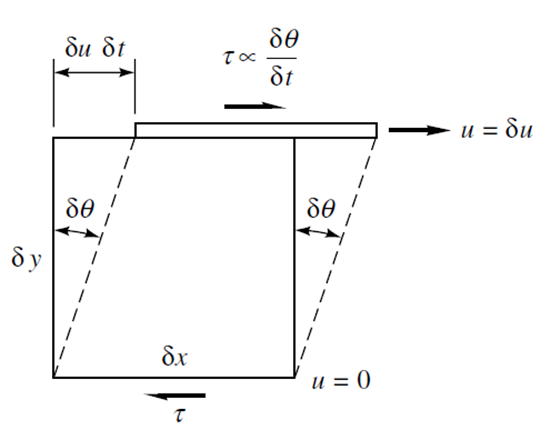 δu δt
τ ∝ δθ/δt
u = δu
δθ
δθ
δy
δx
u = 0
τ